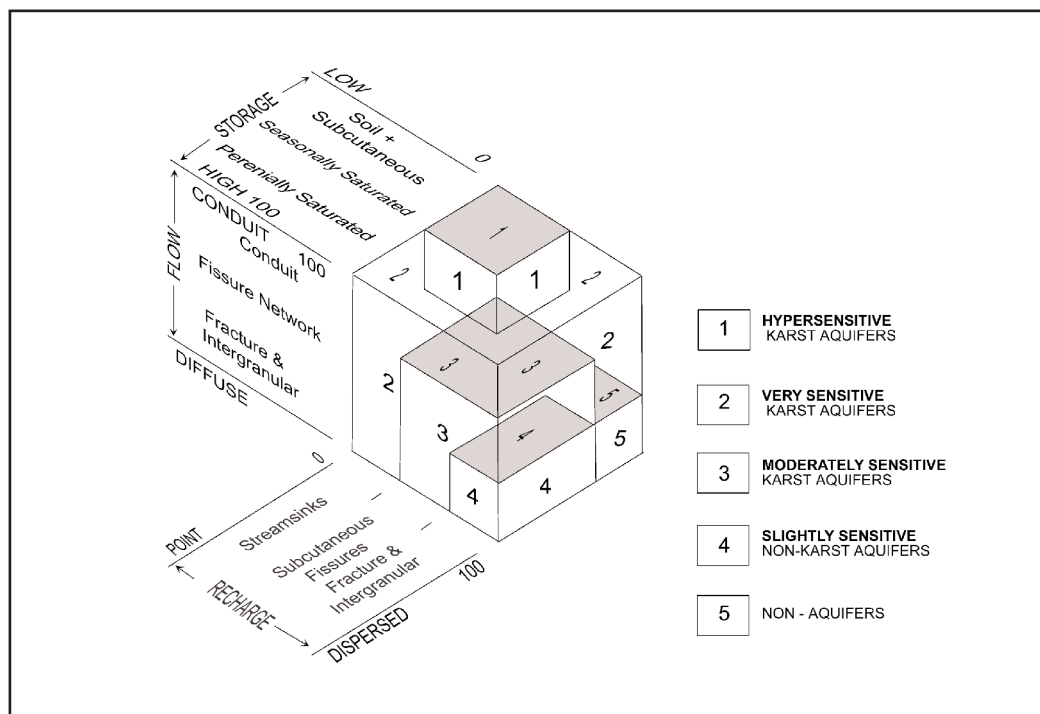 LOW
0
Soil +
Subcutaneous
Seasonally Saturated
Perenially Saturated
STORAGE
HIGH 100
CONDUIT
100
Conduit
Fissure Network
Fracture &
Intergranular
FLOW
DIFFUSE
0
POINT
Streamsinks
Subcutaneous
Fissures
Fracture &
Intergranular
RECHARGE
DISPERSED
100
1
2
1
1
2
2
3
3
2
5
3
4
5
4
4
1
HYPERSENSITIVE
KARST AQUIFERS
2
VERY SENSITIVE
KARST AQUIFERS
3
MODERATELY SENSITIVE
KARST AQUIFERS
4
SLIGHTLY SENSITIVE
NON-KARST AQUIFERS
5
NON - AQUIFERS